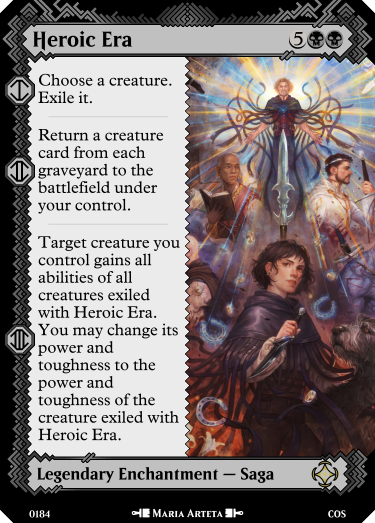 Heroic Era
5
I
Choose a creature.
Exile it.
II
Return a creature
card from each
graveyard to the
battlefield under
your control.
III
Target creature you
control gains all
abilities of all
creatures exiled
with Heroic Era.
You may change its
power and
toughness to the
power and
toughness of
the creature exiled with
Heroic Era.
Legendary Enchantment — Saga
0184 MARIA ARTETA COS